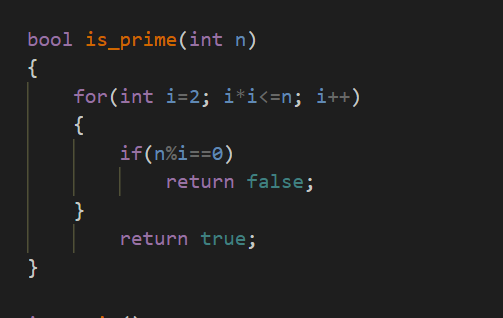 bool is_prime(int n)
{
    for(int i=2; i*i<=n; i++)
    {
        if(n%i==0)
            return false;
    }
        return true;
}